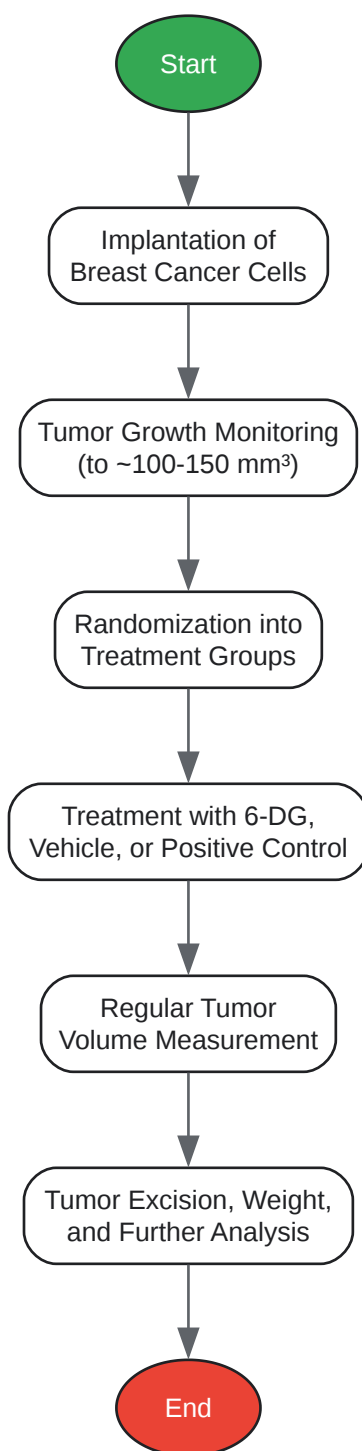 Start
Implantation of
Breast Cancer Cells
Tumor Growth Monitoring
(to ~100-150 mm³)
Randomization into
Treatment Groups
Treatment with 6-DG,
Vehicle, or Positive Control
Regular Tumor
Volume Measurement
Tumor Excision, Weight,
and Further Analysis
End